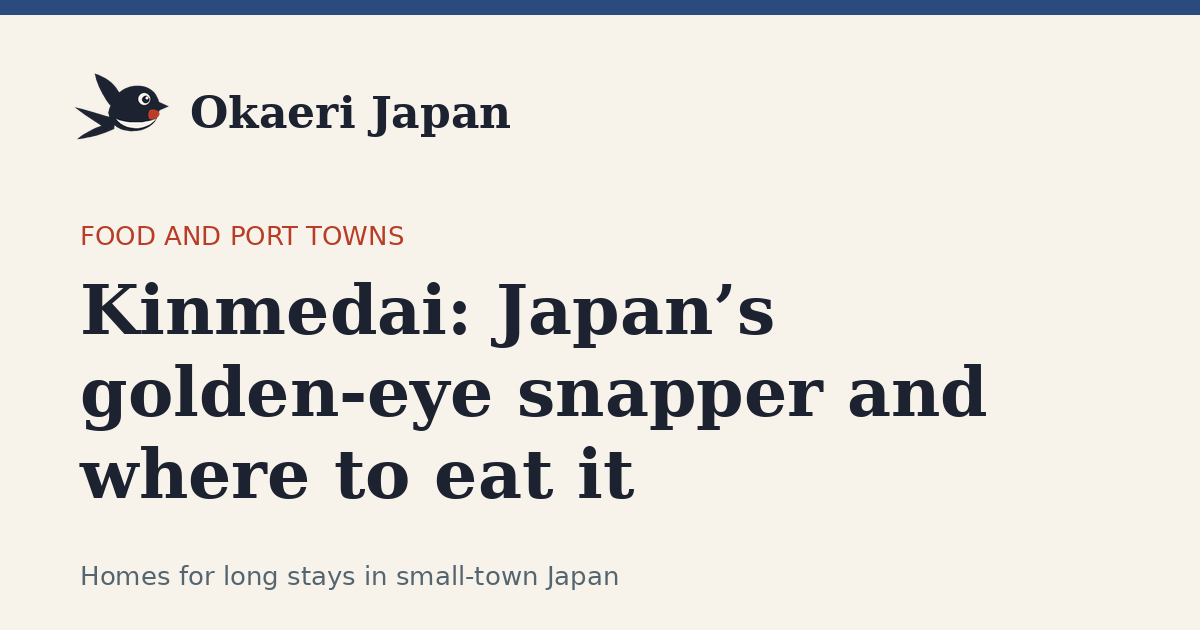 Okaeri Japan
FOOD AND PORT TOWNS
Kinmedai: Japan’s
golden-eye snapper and
where to eat it
Homes for long stays in small-town Japan